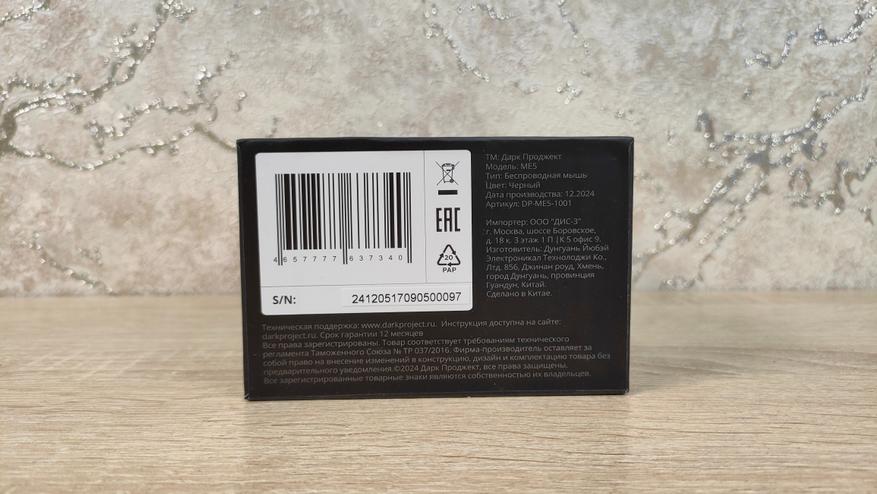 4 657777 637340
EAC
20
PAP
S/N: 24120517090500097
ТМ: Дарк Проджект
Модель: ME5
Тип: Беспроводная мышь
Цвет: Черный
Дата производства: 12.2024
Артикул: DP-ME5-1001
Импортер: ООО "ДИС-3"
г. Москва, шоссе Боровское,
д. 18 к. 3 этаж 1 П.|К 5 офис 9.
Изготовитель: Дунгуань Йюбэй
Электроникал Технолоджи Ко.,
Лтд. 856, Джинан роуд, Хмень,
город Дунгуань, провинция
Гуандун, Китай.
Сделано в Китае.
Техническая поддержка: www.darkproject.ru. Инструкция доступна на сайте:
darkproject.ru. Срок гарантии 12 месяцев
Все права зарегистрированы. Товар соответствует требованиям технического
регламента Таможенного Союза № ТР 037/2016. Фирма-производитель оставляет за
собой право на внесение изменений в конструкцию, дизайн и комплектацию товара без
предварительного уведомления.©2024 Дарк Проджект, все права защищены.
Все зарегистрированные товарные знаки являются собственностью их владельцев.